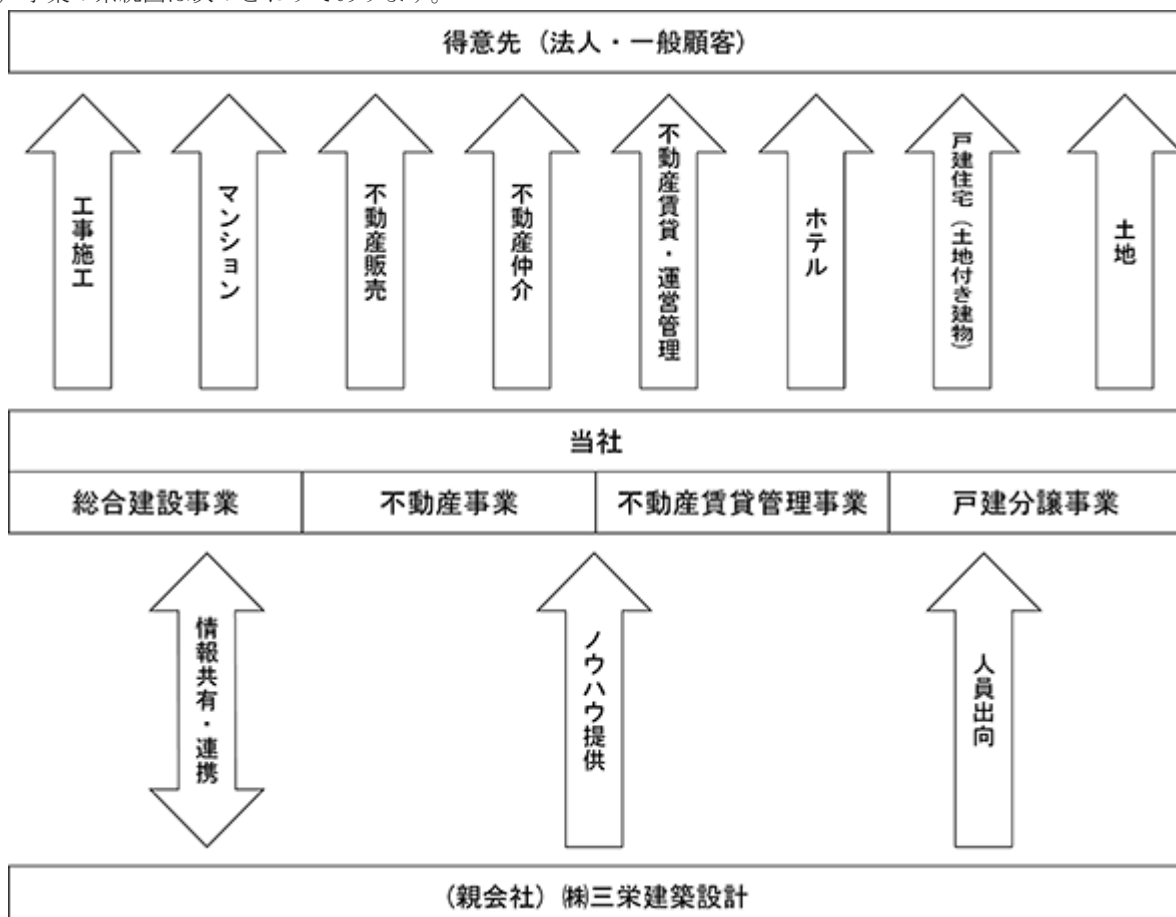 得意先（法人・一般顧客）
工事施工
マンション
不動産販売
不動産仲介
不動産賃貸・運営管理
ホテル
戸建住宅（土地付き建物）
土地
当社
総合建設事業
不動産事業
不動産賃貸管理事業
戸建分譲事業
情報共有・連携
ノウハウ提供
人員出向
（親会社）㈱三栄建築設計